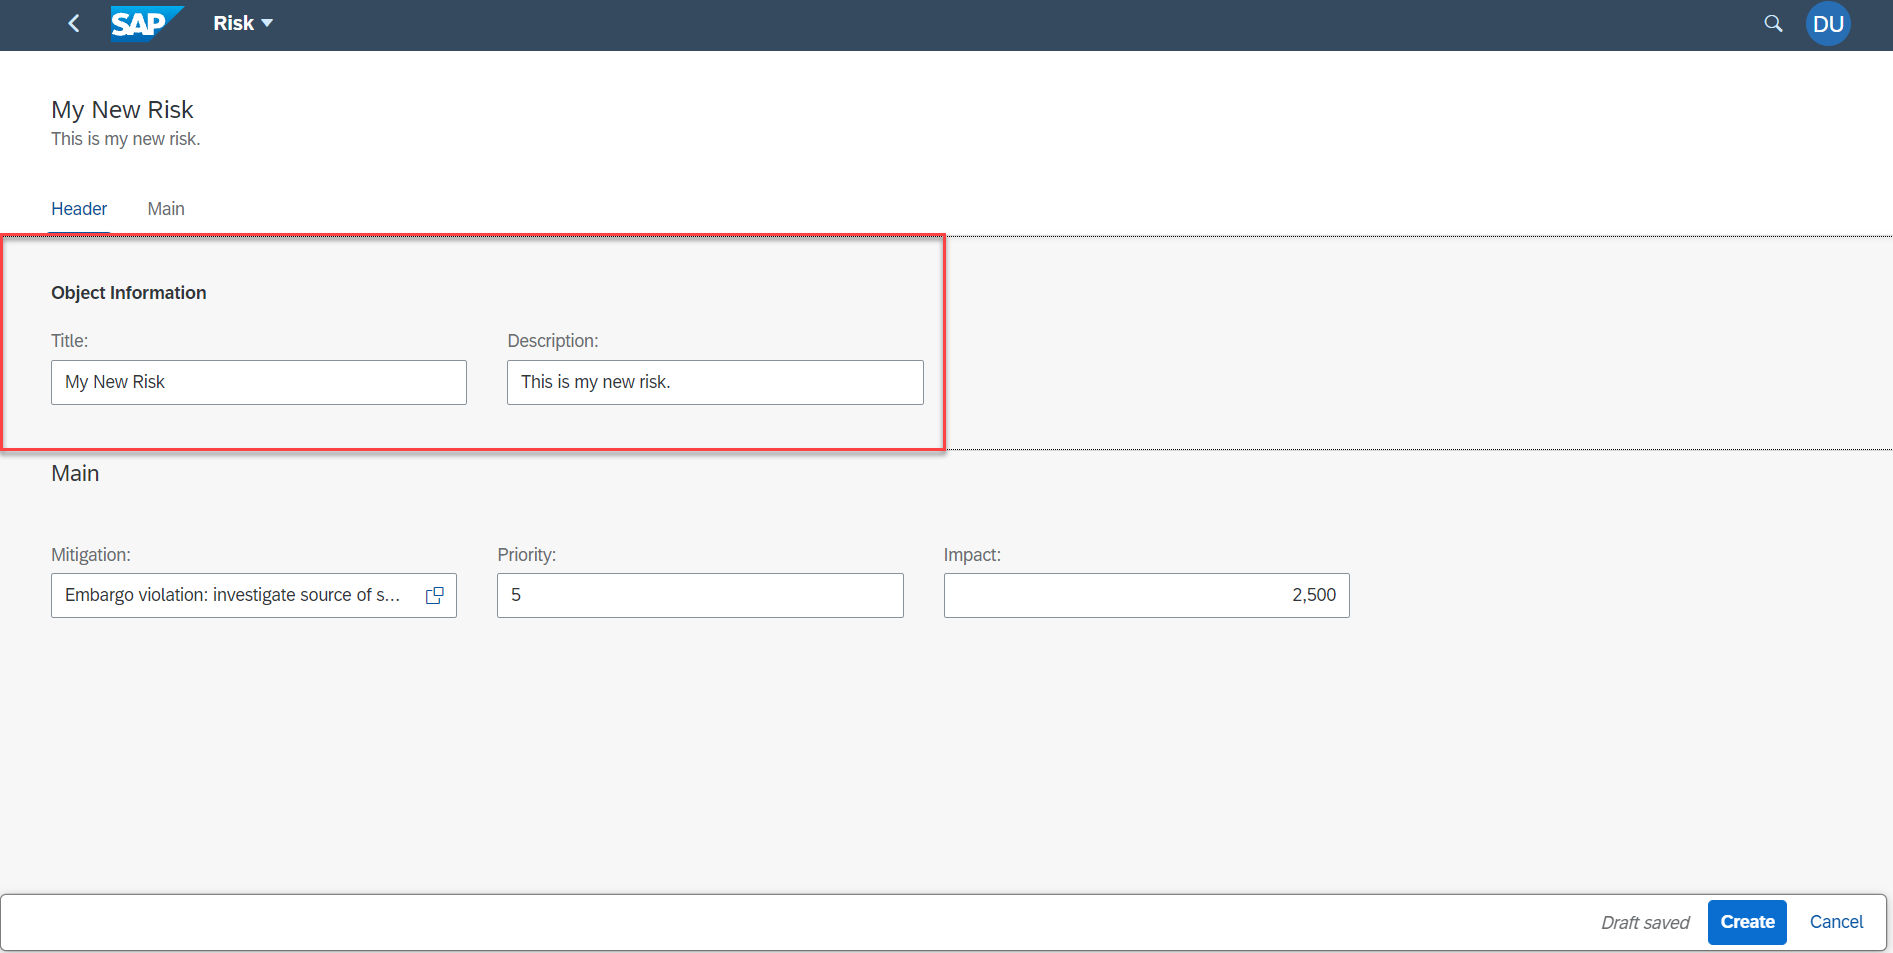 SAP Risk DU
My New Risk
This is my new risk.
Header Main
Object Information
Title: Description:
My New Risk This is my new risk.
Main
Mitigation: Priority: Impact:
Embargo violation: investigate source of s... 5 2,500
Draft saved Create Cancel